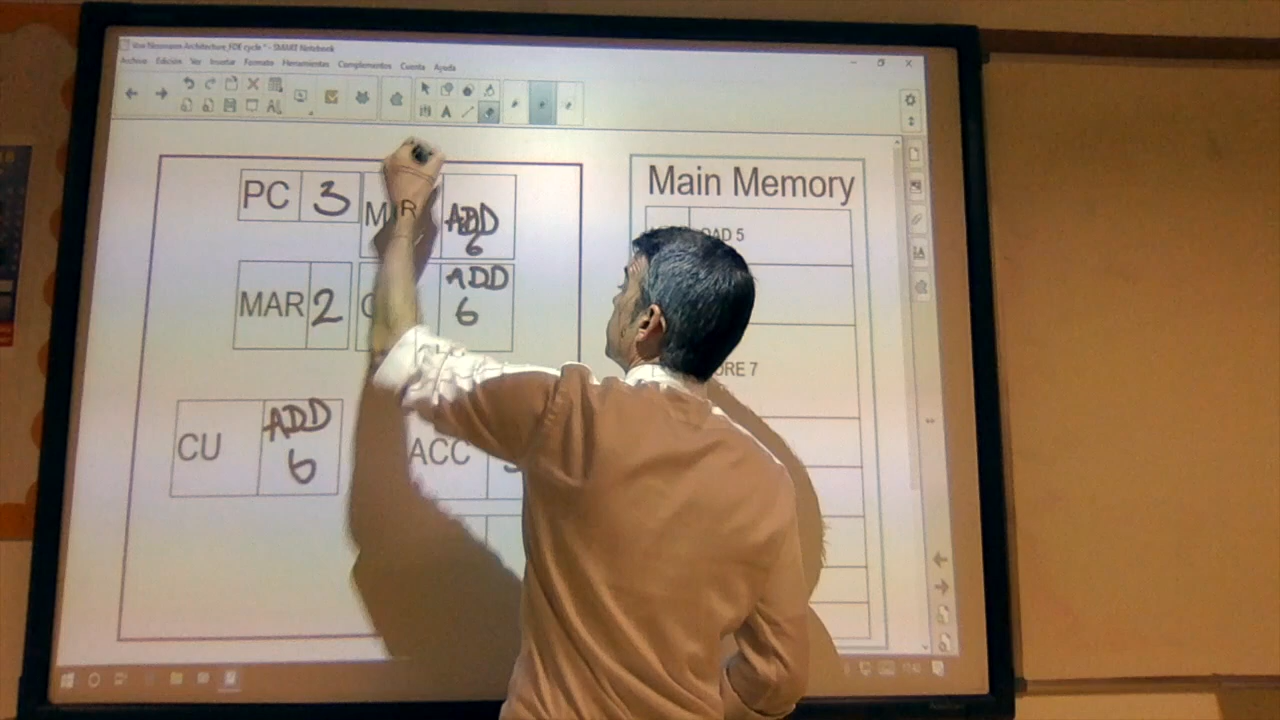 Von Neumann Architecture_FDE cycle * - SMART Notebook
Archivo Edición Ver Insertar Formato Herramientas Complementos Cuenta Ayuda
PC 3
ADD
6
MAR 2
ADD
6
CU
ADD
6
ACC
Main Memory
OAD 5
ORE 7